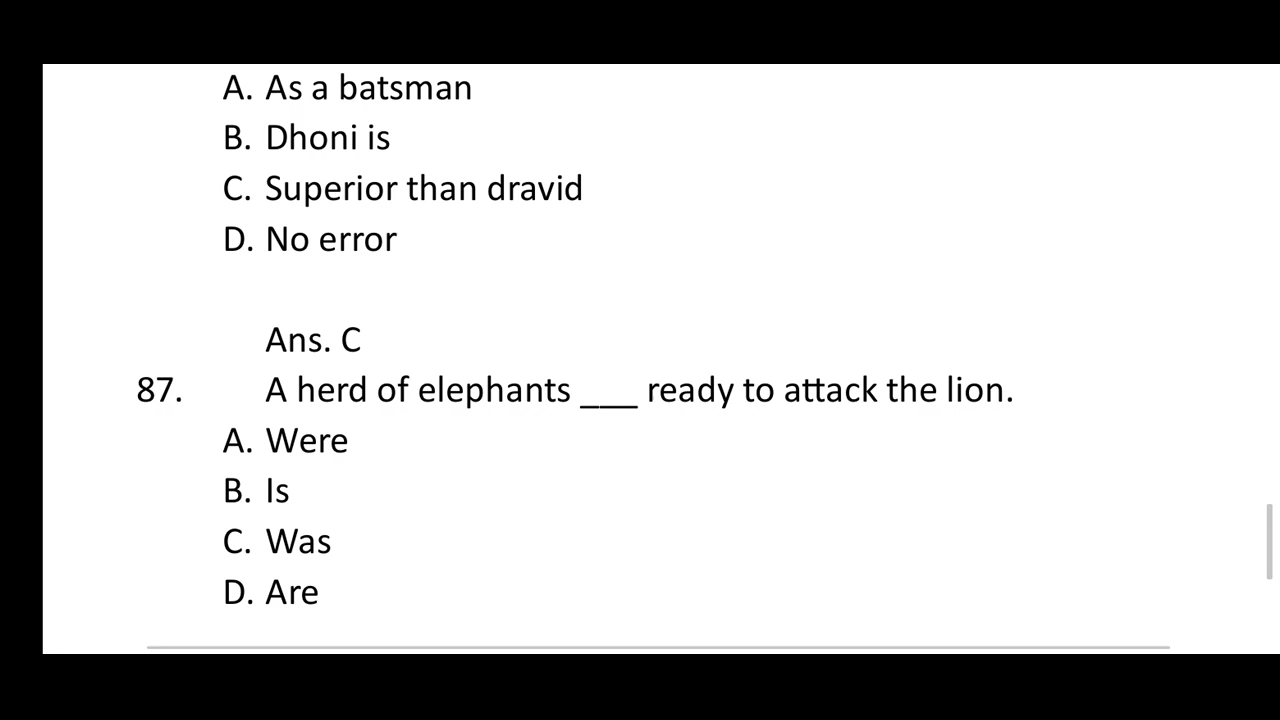 A. As a batsman
B. Dhoni is
C. Superior than dravid
D. No error
Ans. C
87. A herd of elephants ___ ready to attack the lion.
A. Were
B. Is
C. Was
D. Are